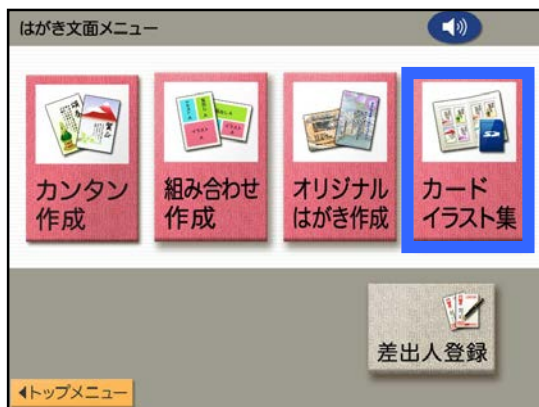 はがき文面メニュー
カンタン
作成
組み合わせ
作成
オリジナル
はがき作成
カード
イラスト集
差出人登録
トップメニュー